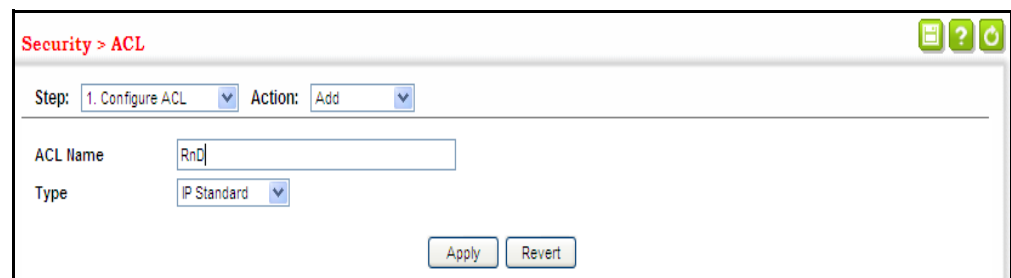 Security > ACL
?
Step: 1. Configure ACL Action: Add
ACL Name RnD
Type IP Standard
Apply Revert